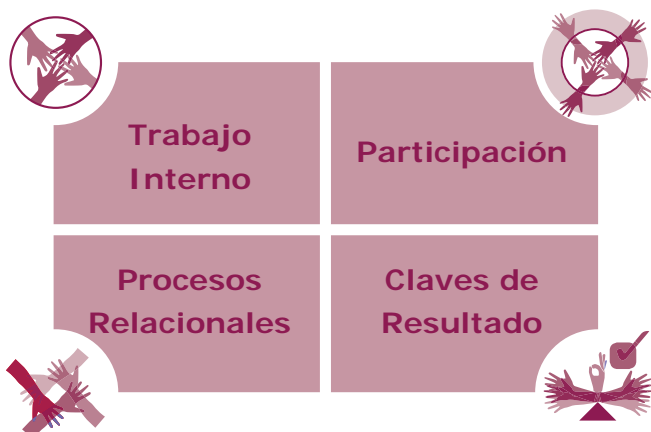 Trabajo
Interno
Participación
Procesos
Relacionales
Claves de
Resultado